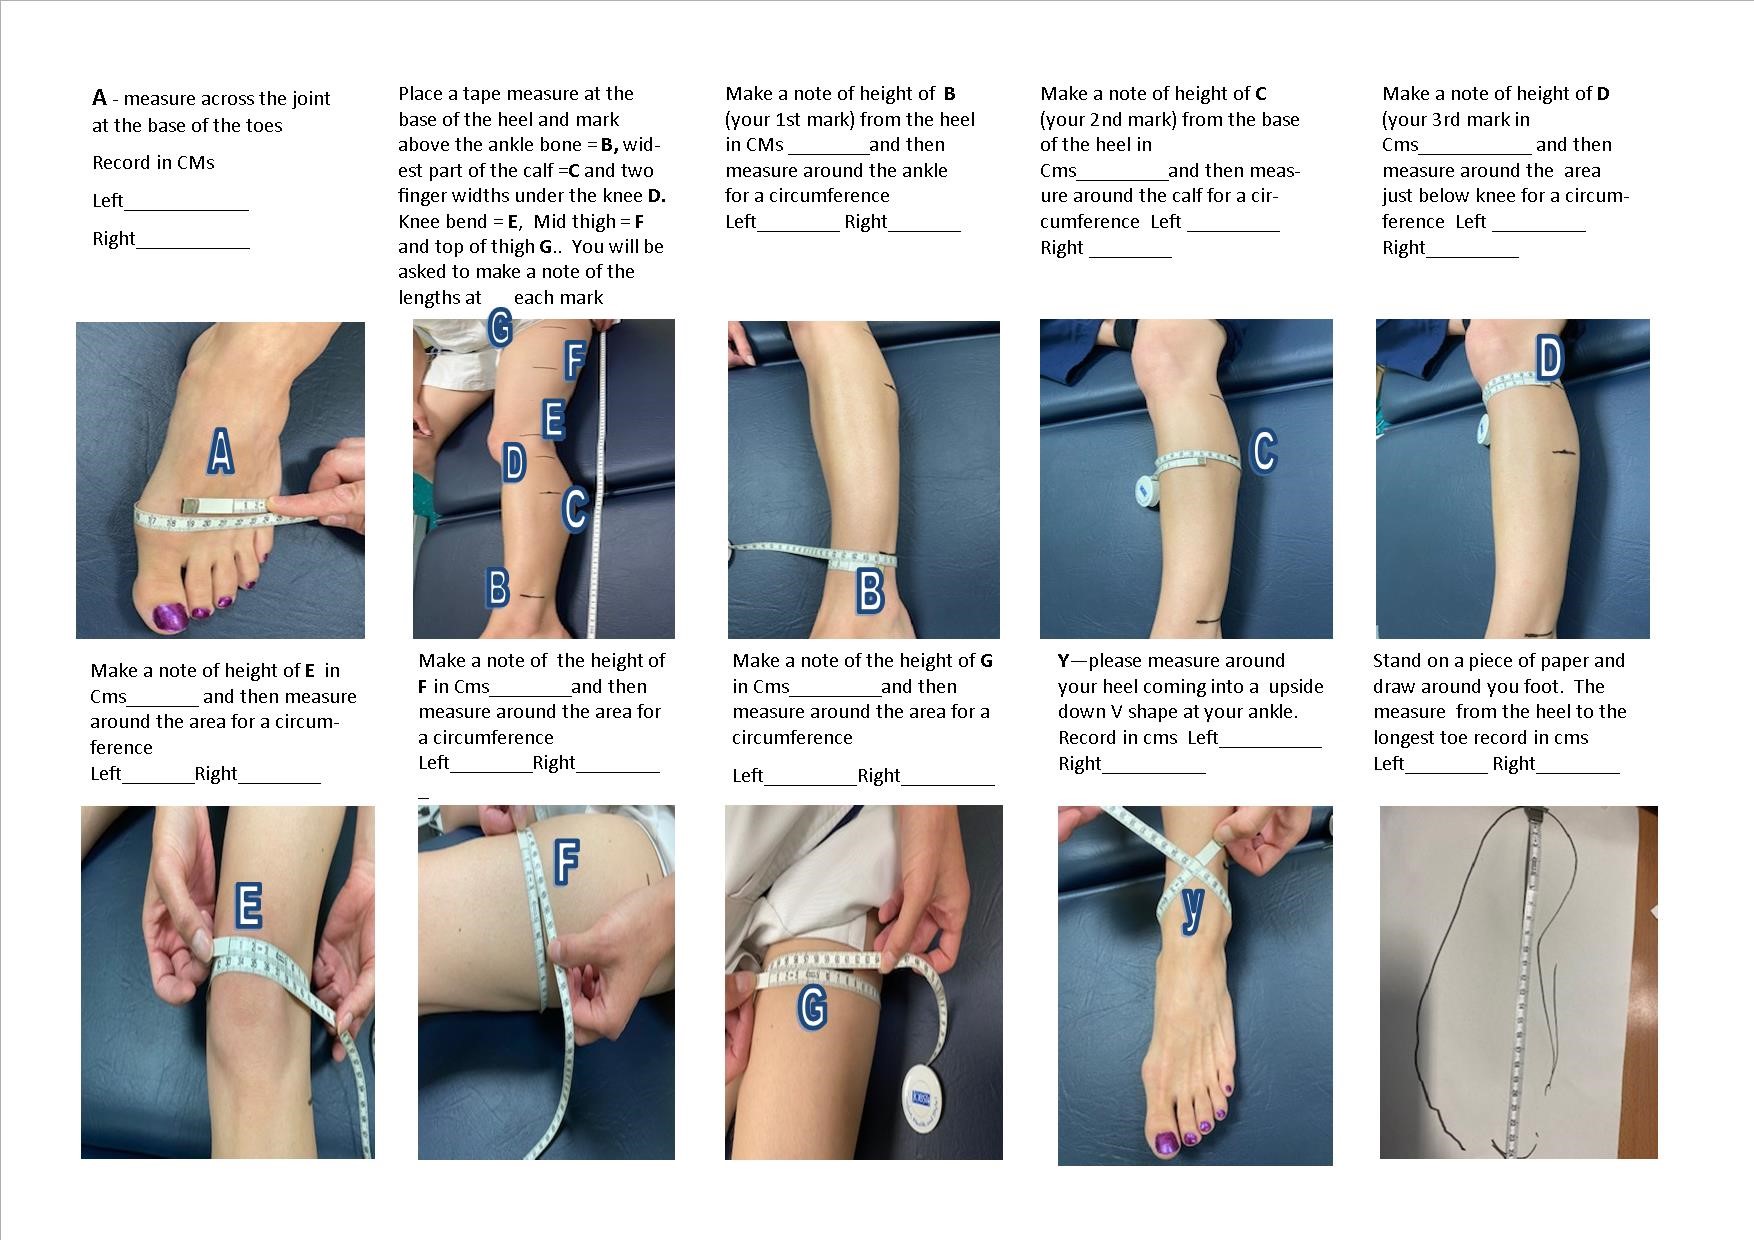 A - measure across the joint
at the base of the toes
Record in CMs
Left____________
Right___________
Place a tape measure at the
base of the heel and mark
above the ankle bone = B, wid-
est part of the calf =C and two
finger widths under the knee D.
Knee bend = E,  Mid thigh = F
and top of thigh G..  You will be
asked to make a note of the
lengths at      each mark
Make a note of height of  B
(your 1st mark) from the heel
in CMs ________and then
measure around the ankle
for a circumference
Left________ Right_______
Make a note of height of C
(your 2nd mark) from the base
of the heel in
Cms_________and then meas-
ure around the calf for a cir-
cumference  Left _________
Right ________
Make a note of height of D
(your 3rd mark in
Cms___________ and then
measure around the  area
just below knee for a circum-
ference  Left _________
Right_________
A
G
F
E
D
C
B
B
C
D
Make a note of height of E  in
Cms_______ and then measure
around the area for a circum-
ference
Left_______Right________
Make a note of  the height of
F in Cms________and then
measure around the area for
a circumference
Left________Right________
_
Make a note of the height of G
in Cms_________and then
measure around the area for a
circumference
Left_________Right_________
Y—please measure around
your heel coming into a  upside
down V shape at your ankle.
Record in cms  Left__________
Right__________
Stand on a piece of paper and
draw around you foot.  The
measure  from the heel to the
longest toe record in cms
Left________ Right________
E
F
G
y